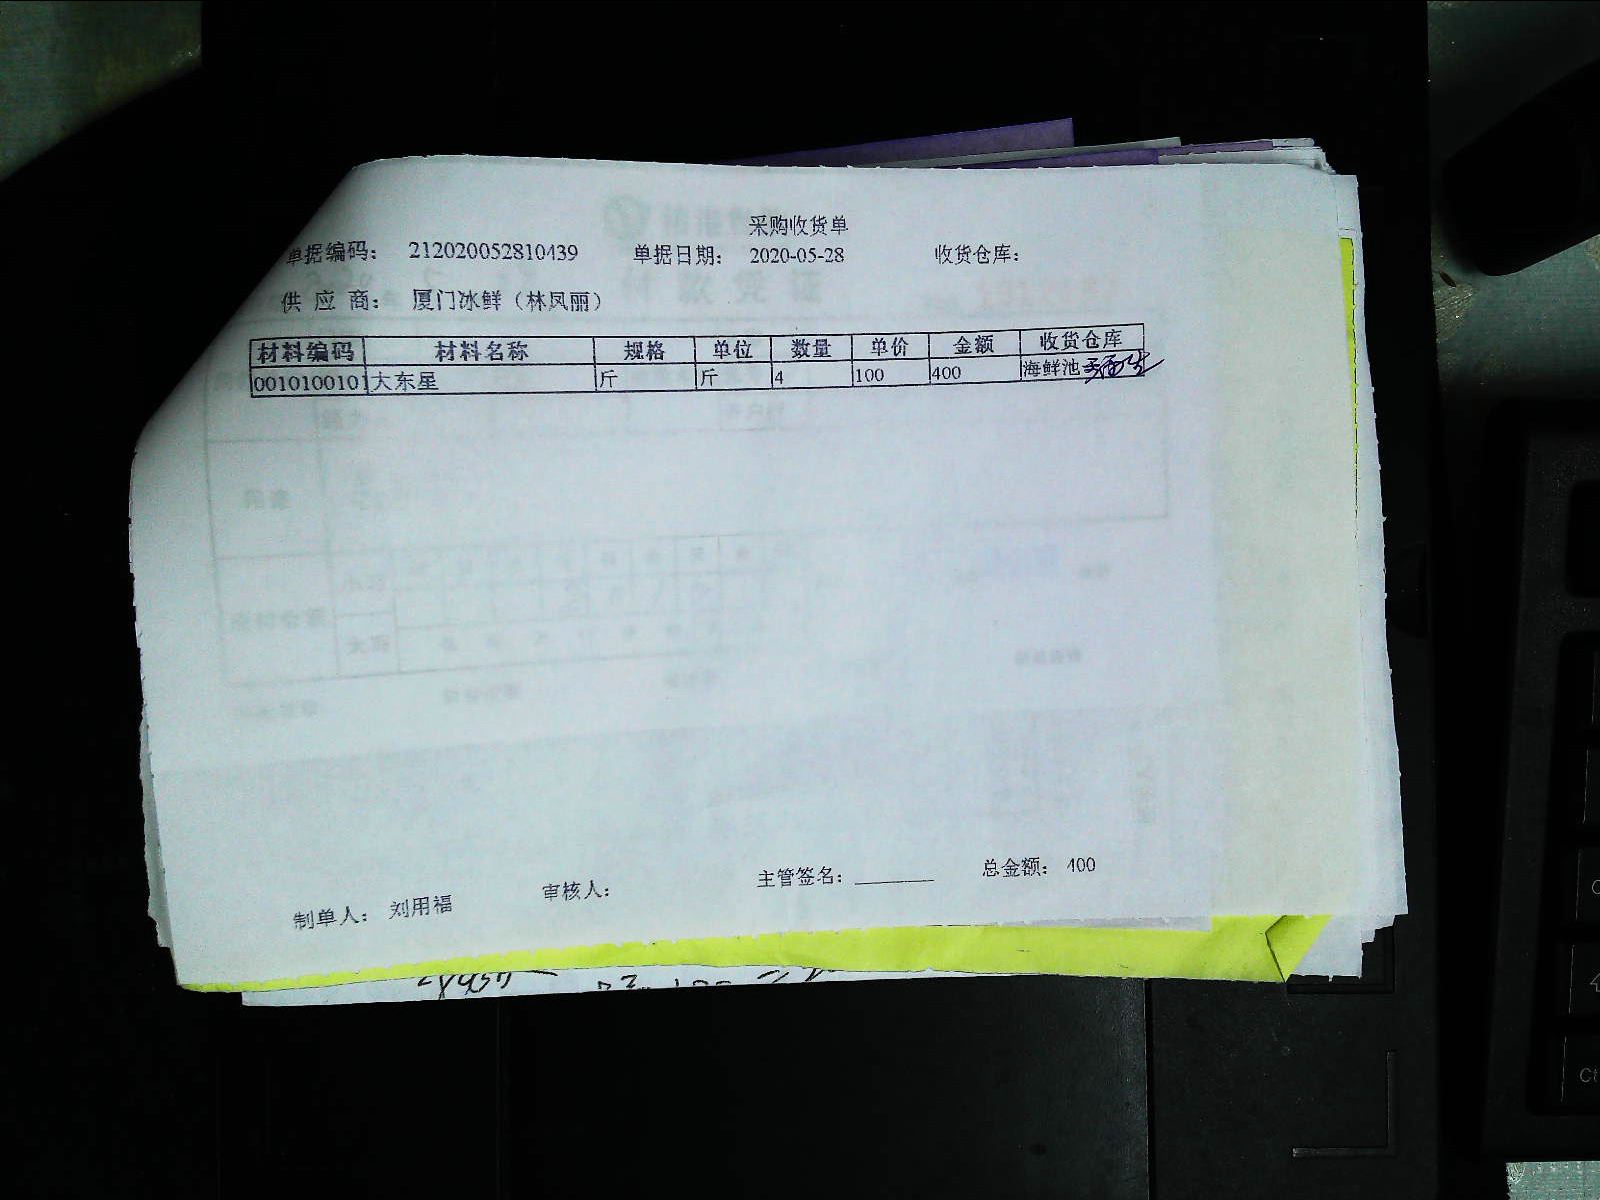 采购收货单
单据编码： 212020052810439 单据日期： 2020-05-28 收货仓库：
供 应 商： 厦门冰鲜（林凤丽）
材料编码 材料名称 规格 单位 数量 单价 金额 收货仓库
0010100101 大东星 斤 斤 4 100 400 海鲜池
制单人： 刘用福 审核人： 主管签名： 总金额： 400